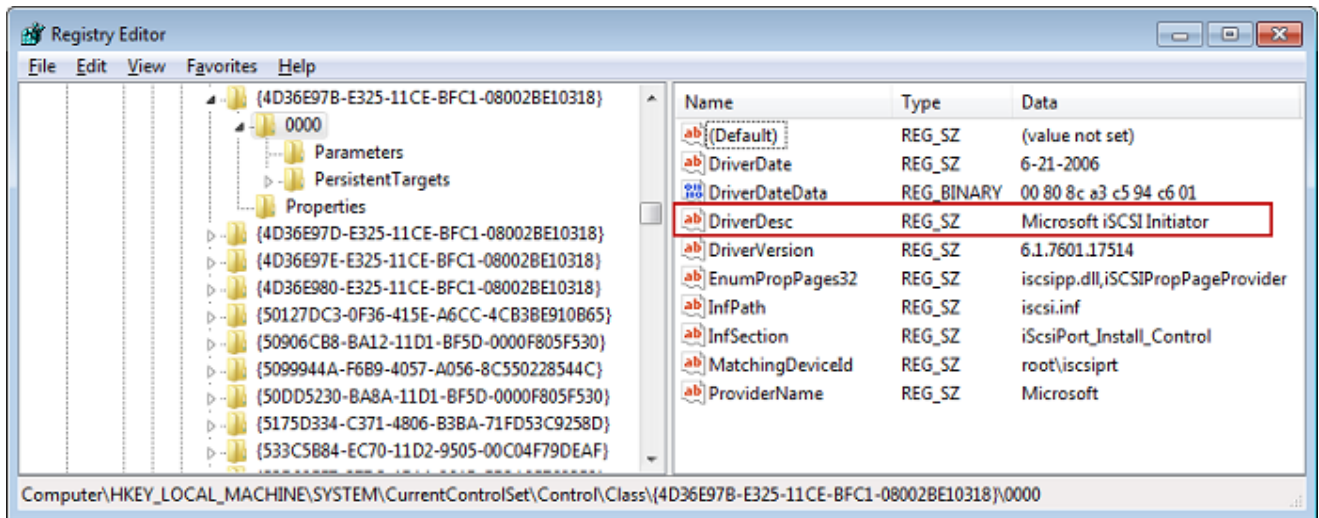 Registry Editor
File Edit View Favorites Help
{4D36E97B-E325-11CE-BFC1-08002BE10318}
0000
Parameters
PersistentTargets
Properties
{4D36E97D-E325-11CE-BFC1-08002BE10318}
{4D36E97E-E325-11CE-BFC1-08002BE10318}
{4D36E980-E325-11CE-BFC1-08002BE10318}
{50127DC3-0F36-415E-A6CC-4CB3BE910B65}
{50906CB8-BA12-11D1-BF5D-0000F805F530}
{5099944A-F6B9-4057-A056-8C550228544C}
{50DD5230-BA8A-11D1-BF5D-0000F805F530}
{5175D334-C371-4806-B3BA-71FD53C9258D}
{533C5B84-EC70-11D2-9505-00C04F79DEAF}
Name Type Data
(Default) REG_SZ (value not set)
DriverDate REG_SZ 6-21-2006
DriverDateData REG_BINARY 00 80 8c a3 c5 94 c6 01
DriverDesc REG_SZ Microsoft iSCSI Initiator
DriverVersion REG_SZ 6.1.7601.17514
EnumPropPages32 REG_SZ iscsipp.dll,iSCSIPropPageProvider
InfPath REG_SZ iscsi.inf
InfSection REG_SZ iScsiPort_Install_Control
MatchingDeviceId REG_SZ root\iscsiprt
ProviderName REG_SZ Microsoft
Computer\HKEY_LOCAL_MACHINE\SYSTEM\CurrentControlSet\Control\Class\{4D36E97B-E325-11CE-BFC1-08002BE10318}\0000